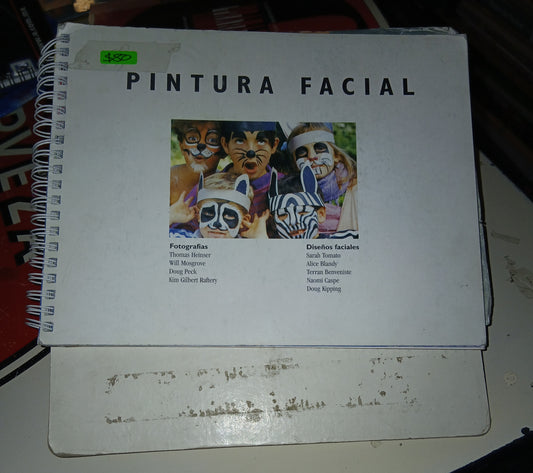 $80
PINTURA FACIAL
Fotografías
Thomas Heinser
Will Mosgrove
Doug Peck
Kim Gilbert Raftery
Diseños faciales
Sarah Tomato
Alice Blandy
Terran Benveniste
Naomi Caspe
Doug Kipping